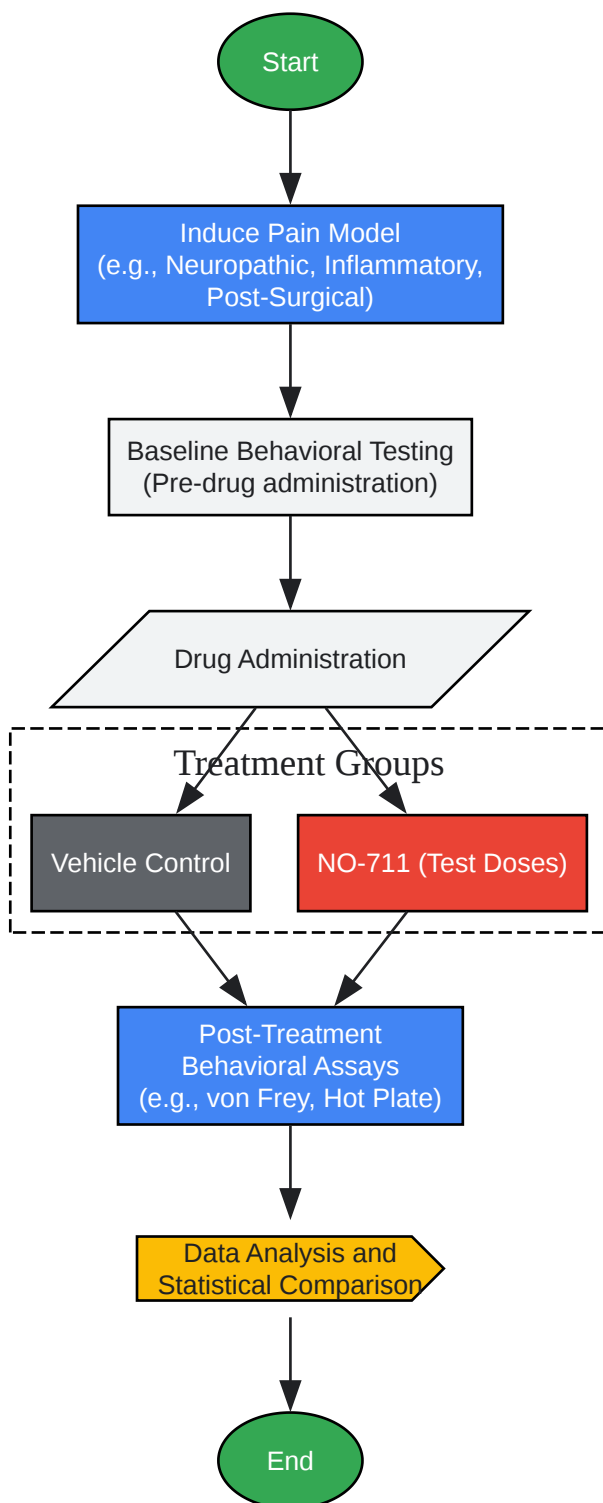 Start
Induce Pain Model
(e.g., Neuropathic, Inflammatory,
Post-Surgical)
Baseline Behavioral Testing
(Pre-drug administration)
Drug Administration
Treatment Groups
Vehicle Control
NO-711 (Test Doses)
Post-Treatment
Behavioral Assays
(e.g., von Frey, Hot Plate)
Data Analysis and
Statistical Comparison
End